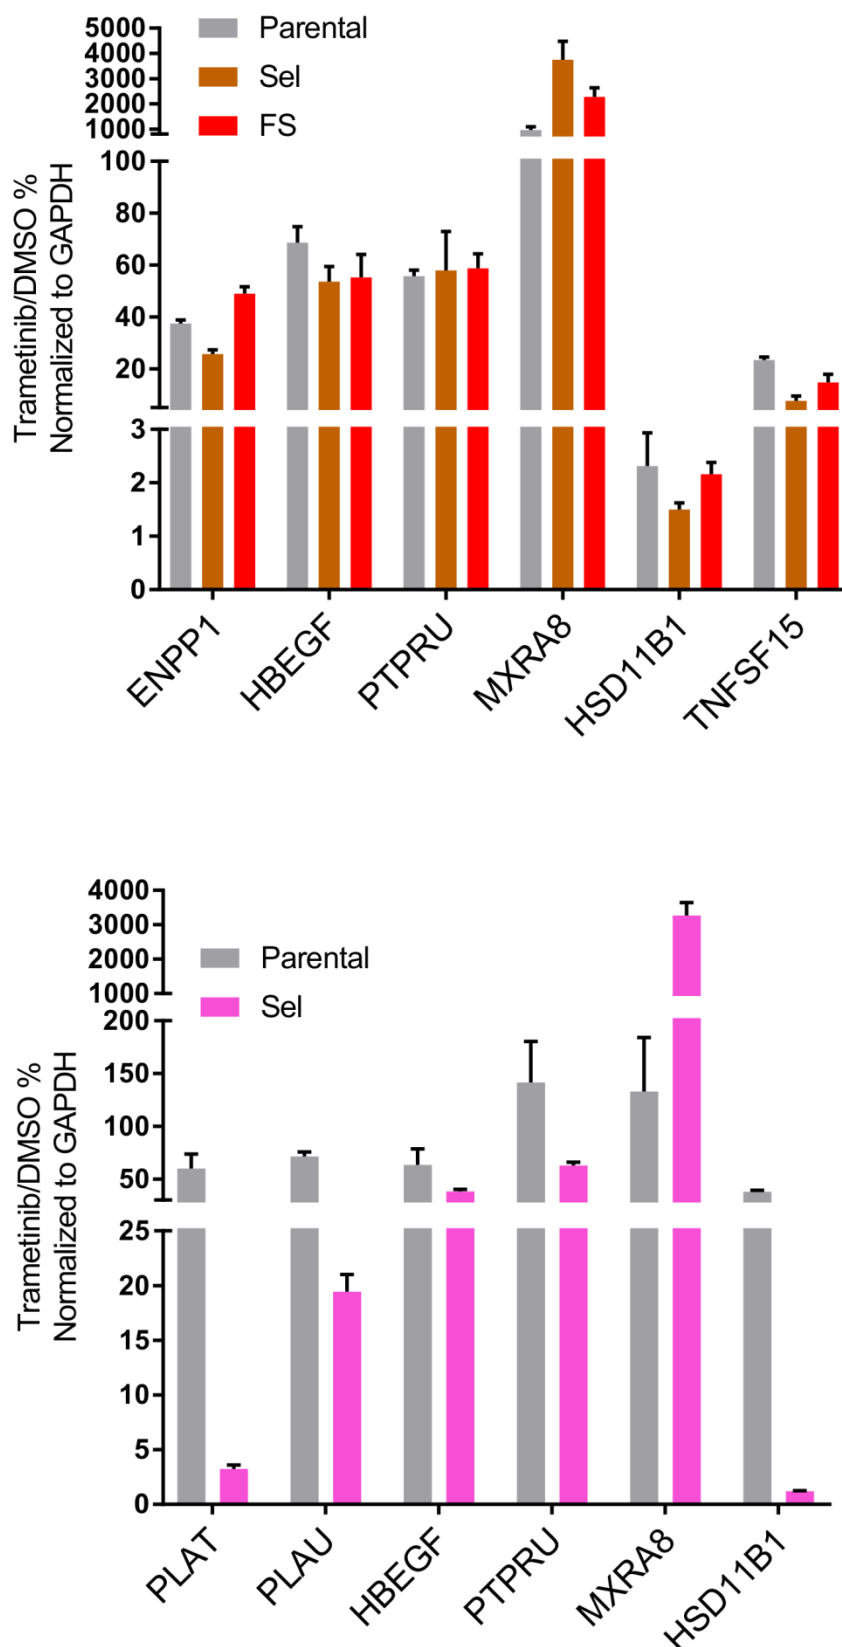 Parental
Sel
FS
Trametinib/DMSO %
Normalized to GAPDH
5000
4000
3000
2000
1000
100
80
60
40
20
3
2
1
0
ENPP1
HBEGF
PTPRU
MXRA8
HSD11B1
TNFSF15
Parental
Sel
Trametinib/DMSO %
Normalized to GAPDH
4000
3000
2000
1000
200
150
100
50
25
20
15
10
5
0
PLAT
PLAU
HBEGF
PTPRU
MXRA8
HSD11B1